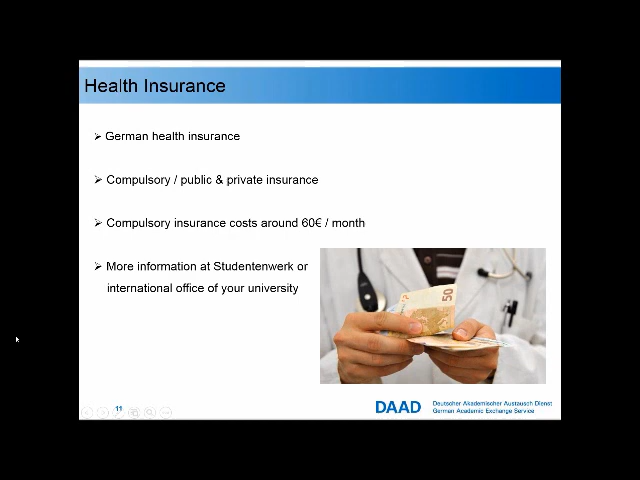 Health Insurance
➢ German health insurance
➢ Compulsory / public & private insurance
➢ Compulsory insurance costs around 60€ / month
➢ More information at Studentenwerk or
international office of your university
50
11
DAAD
Deutscher Akademischer Austausch Dienst
German Academic Exchange Service